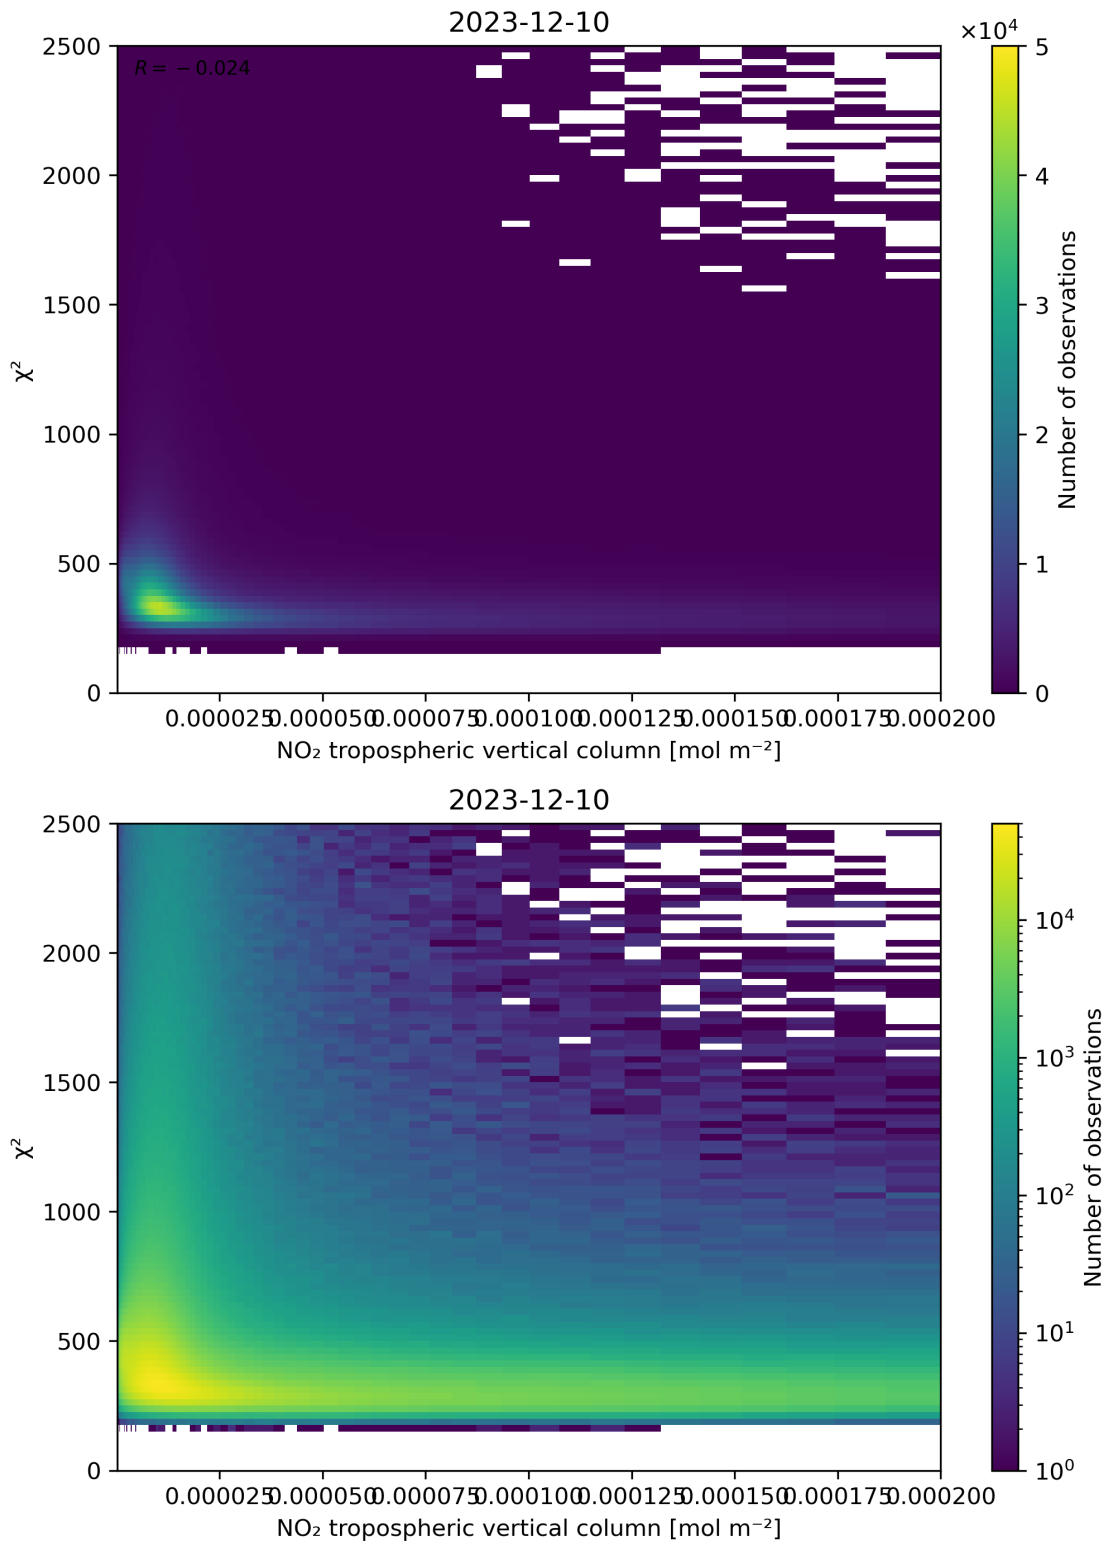 2023-12-10
×10⁴
R = −0.024
2500
2000
1500
1000
500
0
χ²
5
4
3
2
1
0
Number of observations
0.000025 0.000050 0.000075 0.000100 0.000125 0.000150 0.000175 0.000200
NO₂ tropospheric vertical column [mol m⁻²]
2023-12-10
2500
2000
1500
1000
500
0
χ²
10⁴
10³
10²
10¹
10⁰
Number of observations
0.000025 0.000050 0.000075 0.000100 0.000125 0.000150 0.000175 0.000200
NO₂ tropospheric vertical column [mol m⁻²]